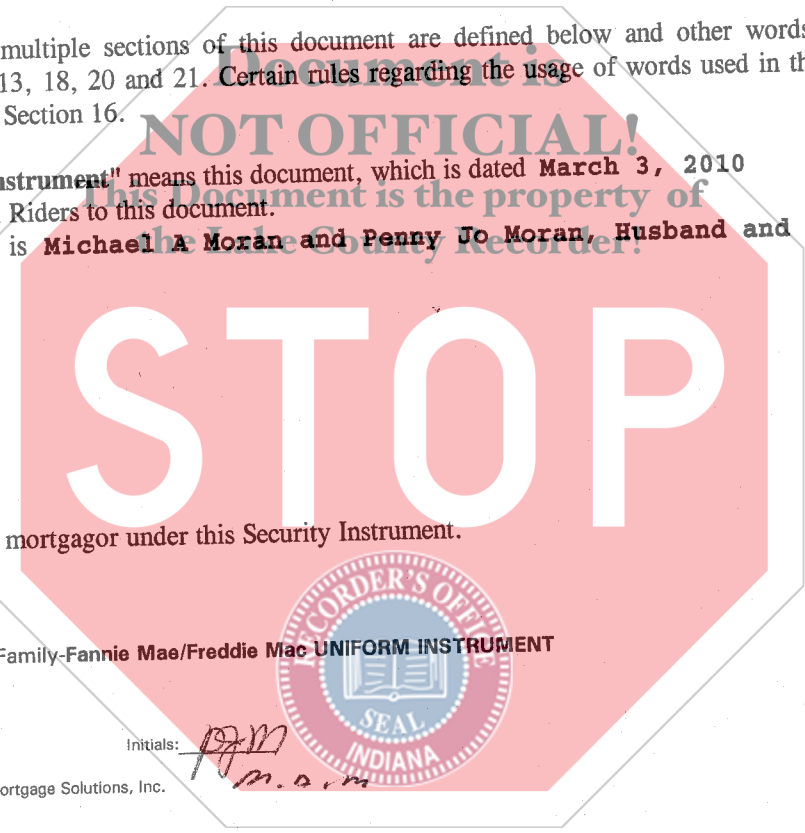 multiple sections of this document are defined below and other words
13, 18, 20 and 21. Certain rules regarding the usage of words used in th
Section 16.
Document is
NOT OFFICIAL!
This Document is the property of
the Lake County Recorder!
nstrument" means this document, which is dated March 3, 2010
Riders to this document.
is Michael A Moran and Penny Jo Moran, Husband and
STOP
mortgagor under this Security Instrument.
RECORDER'S OFFICE
SEAL
INDIANA
Family-Fannie Mae/Freddie Mac UNIFORM INSTRUMENT
Initials: PJM
M.A.M
ortgage Solutions, Inc.